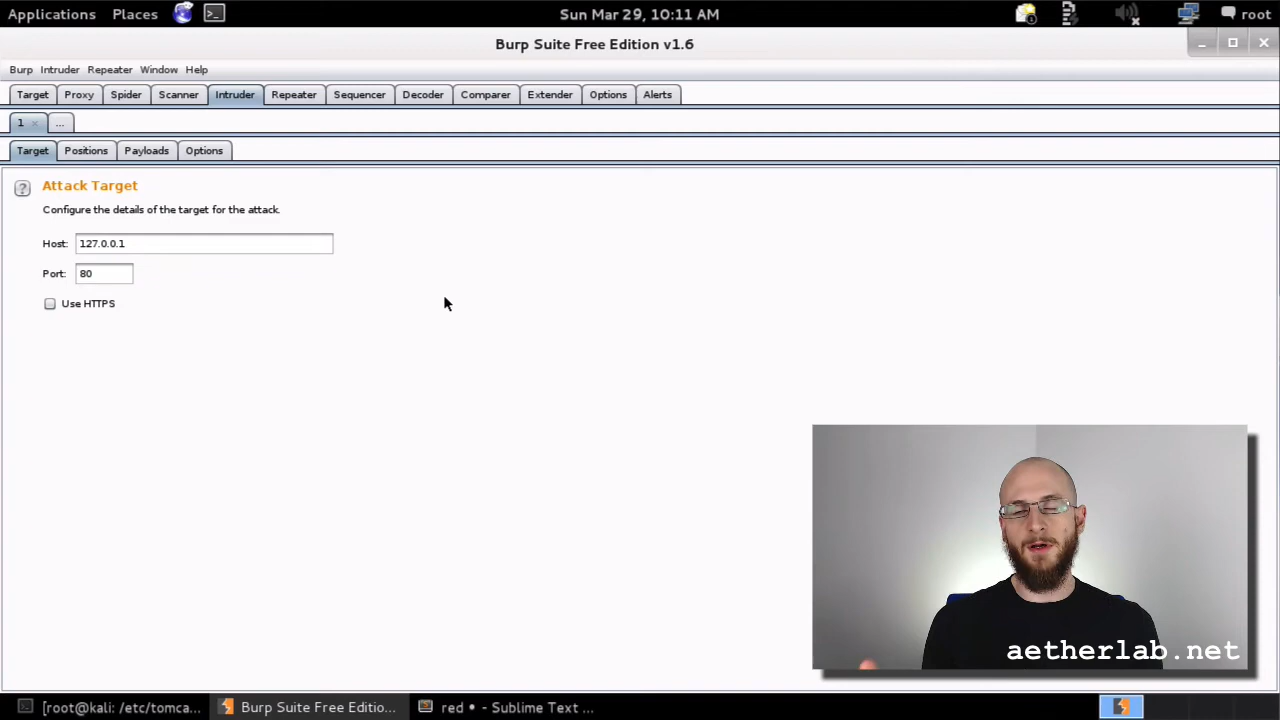 Applications Places Sun Mar 29, 10:11 AM root
Burp Suite Free Edition v1.6
Burp Intruder Repeater Window Help
Target Proxy Spider Scanner Intruder Repeater Sequencer Decoder Comparer Extender Options Alerts
1 × ...
Target Positions Payloads Options
? Attack Target
Configure the details of the target for the attack.
Host: 127.0.0.1
Port: 80
Use HTTPS
aetherlab.net
[root@kali: /etc/tomca... Burp Suite Free Editio... red • - Sublime Text ...